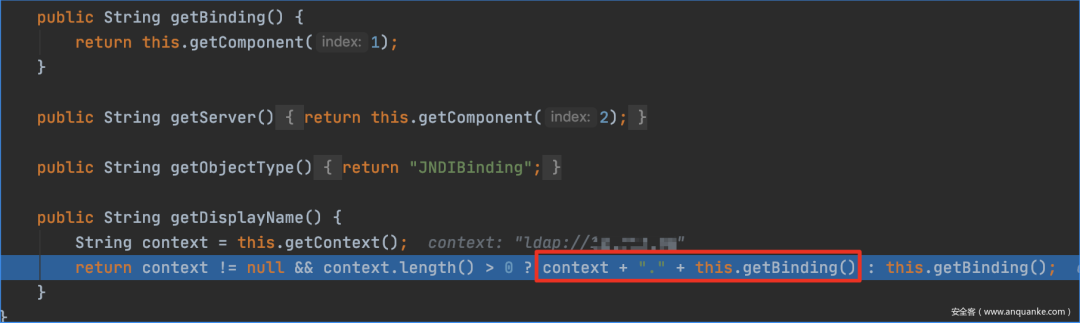 public String getBinding() {
return this.getComponent( index: 1);
}
public String getServer() { return this.getComponent( index: 2); }
public String getObjectType() { return "JNDIBinding"; }
public String getDisplayName() {
String context = this.getContext(); context: "ldap://
return context != null && context.length() > 0 ? context + "." + this.getBinding() : this.getBinding();
}
}
安全客（www.anquanke.com）